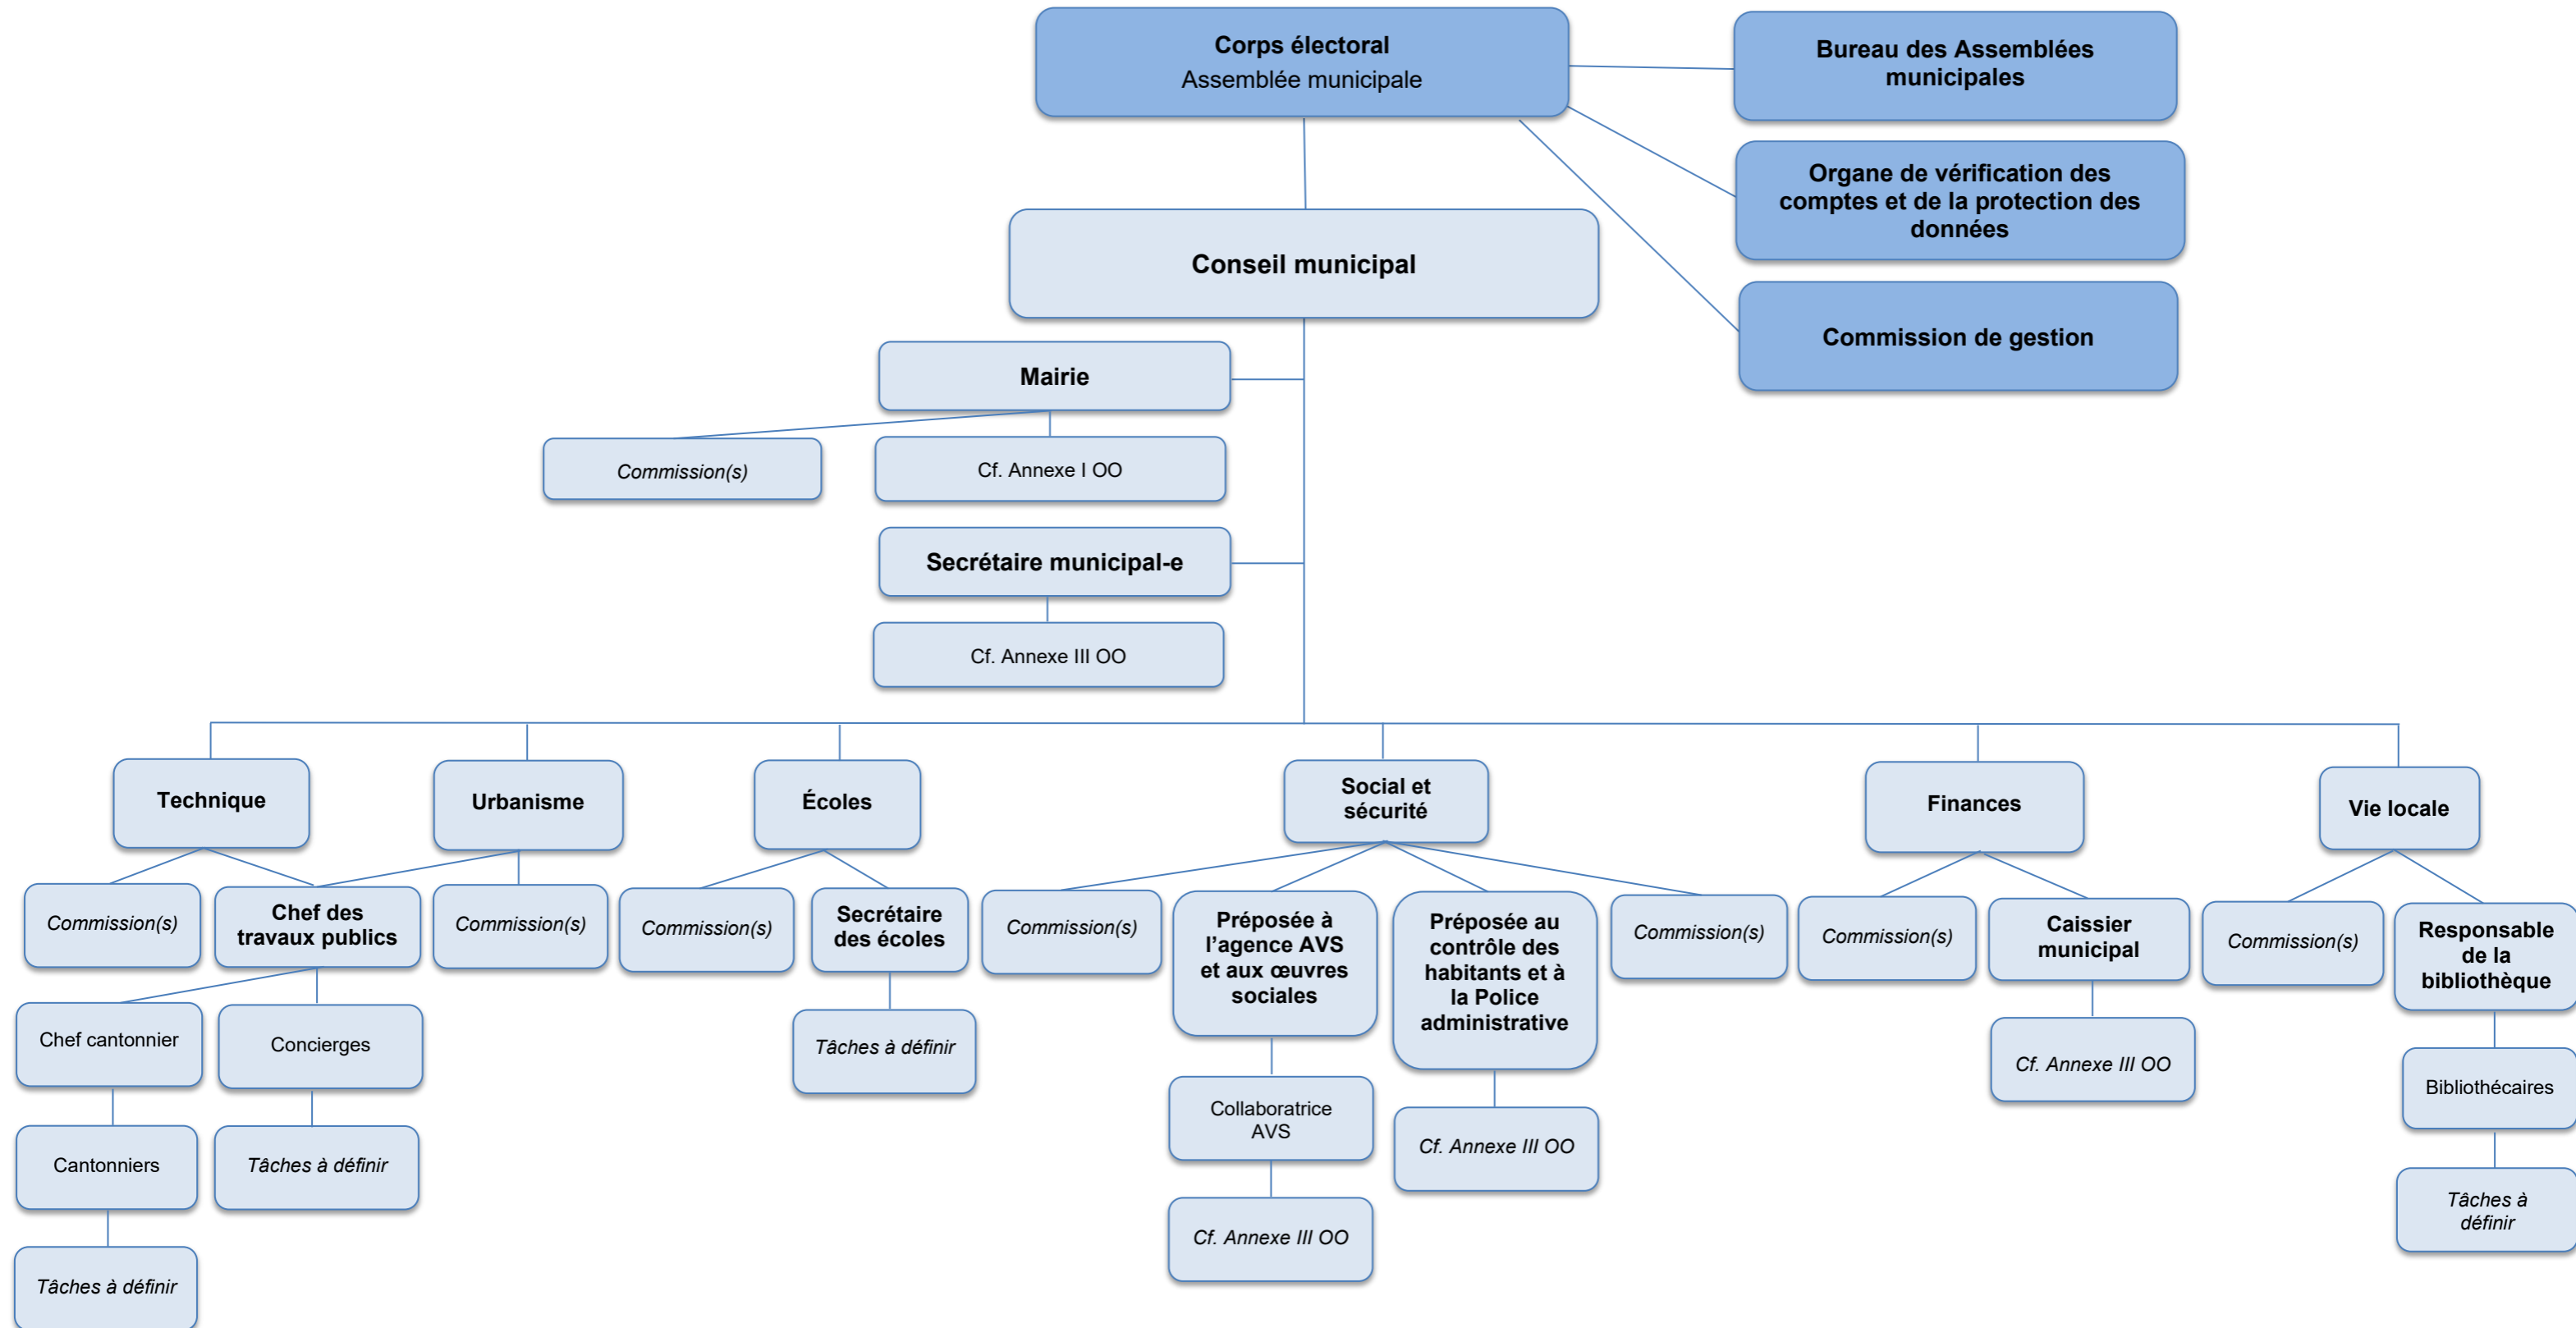 Corps électoral
Assemblée municipale
Bureau des Assemblées
municipales
Organe de vérification des
comptes et de la protection des
données
Commission de gestion
Conseil municipal
Mairie
Commission(s)
Cf. Annexe I OO
Secrétaire municipal-e
Cf. Annexe III OO
Technique
Urbanisme
Écoles
Social et
sécurité
Finances
Vie locale
Commission(s)
Chef des
travaux publics
Commission(s)
Commission(s)
Secrétaire
des écoles
Commission(s)
Préposée à
l’agence AVS
et aux œuvres
sociales
Préposée au
contrôle des
habitants et à
la Police
administrative
Commission(s)
Commission(s)
Caissier
municipal
Commission(s)
Responsable
de la
bibliothèque
Chef cantonnier
Concierges
Tâches à définir
Collaboratrice
AVS
Cf. Annexe III OO
Cf. Annexe III OO
Bibliothécaires
Cantonniers
Tâches à définir
Cf. Annexe III OO
Tâches à
définir
Tâches à définir